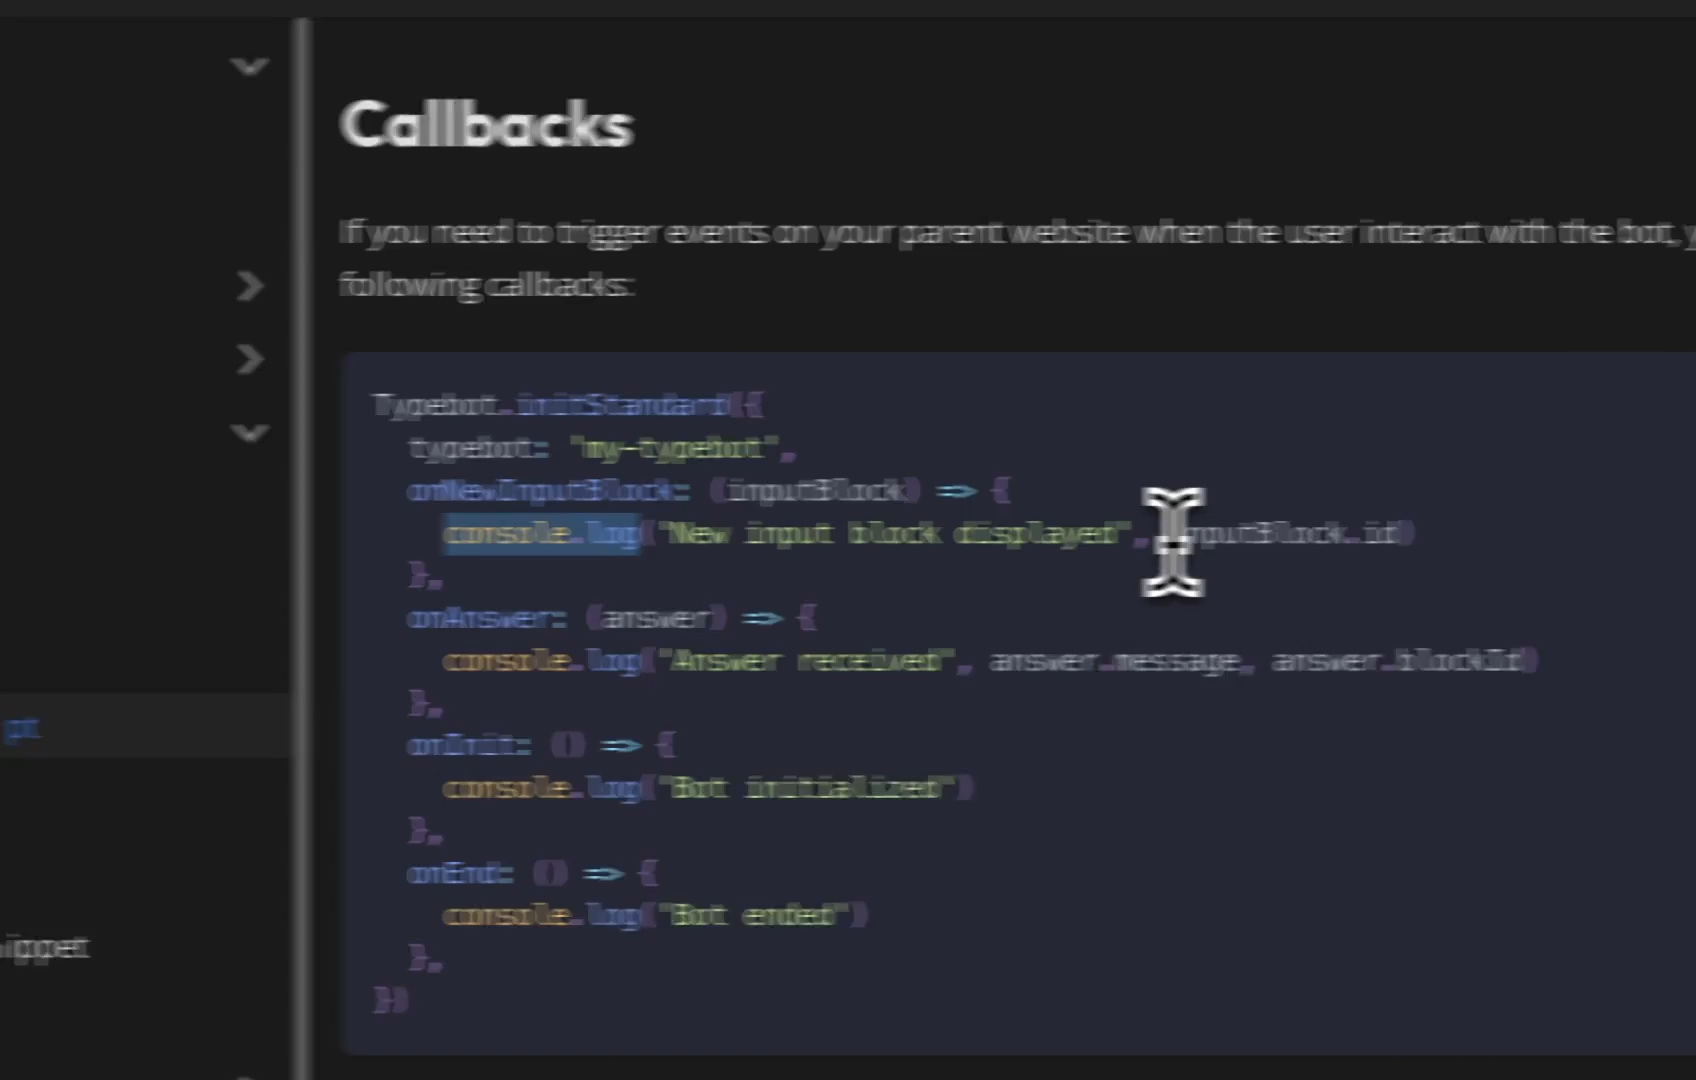 Callbacks
If you need to trigger events on your parent website when the user interact with the bot, y
following callbacks:
Typebot.initStandard({
typebot: "my-typebot",
onNewInputBlock: (inputBlock) => {
console.log("New input block displayed", inputBlock.id)
},
onAnswer: (answer) => {
console.log("Answer received", answer.message, answer.blockId)
},
onInit: () => {
console.log("Bot initialized")
},
pt
onEnd: () => {
console.log("Bot ended")
},
ippet
})